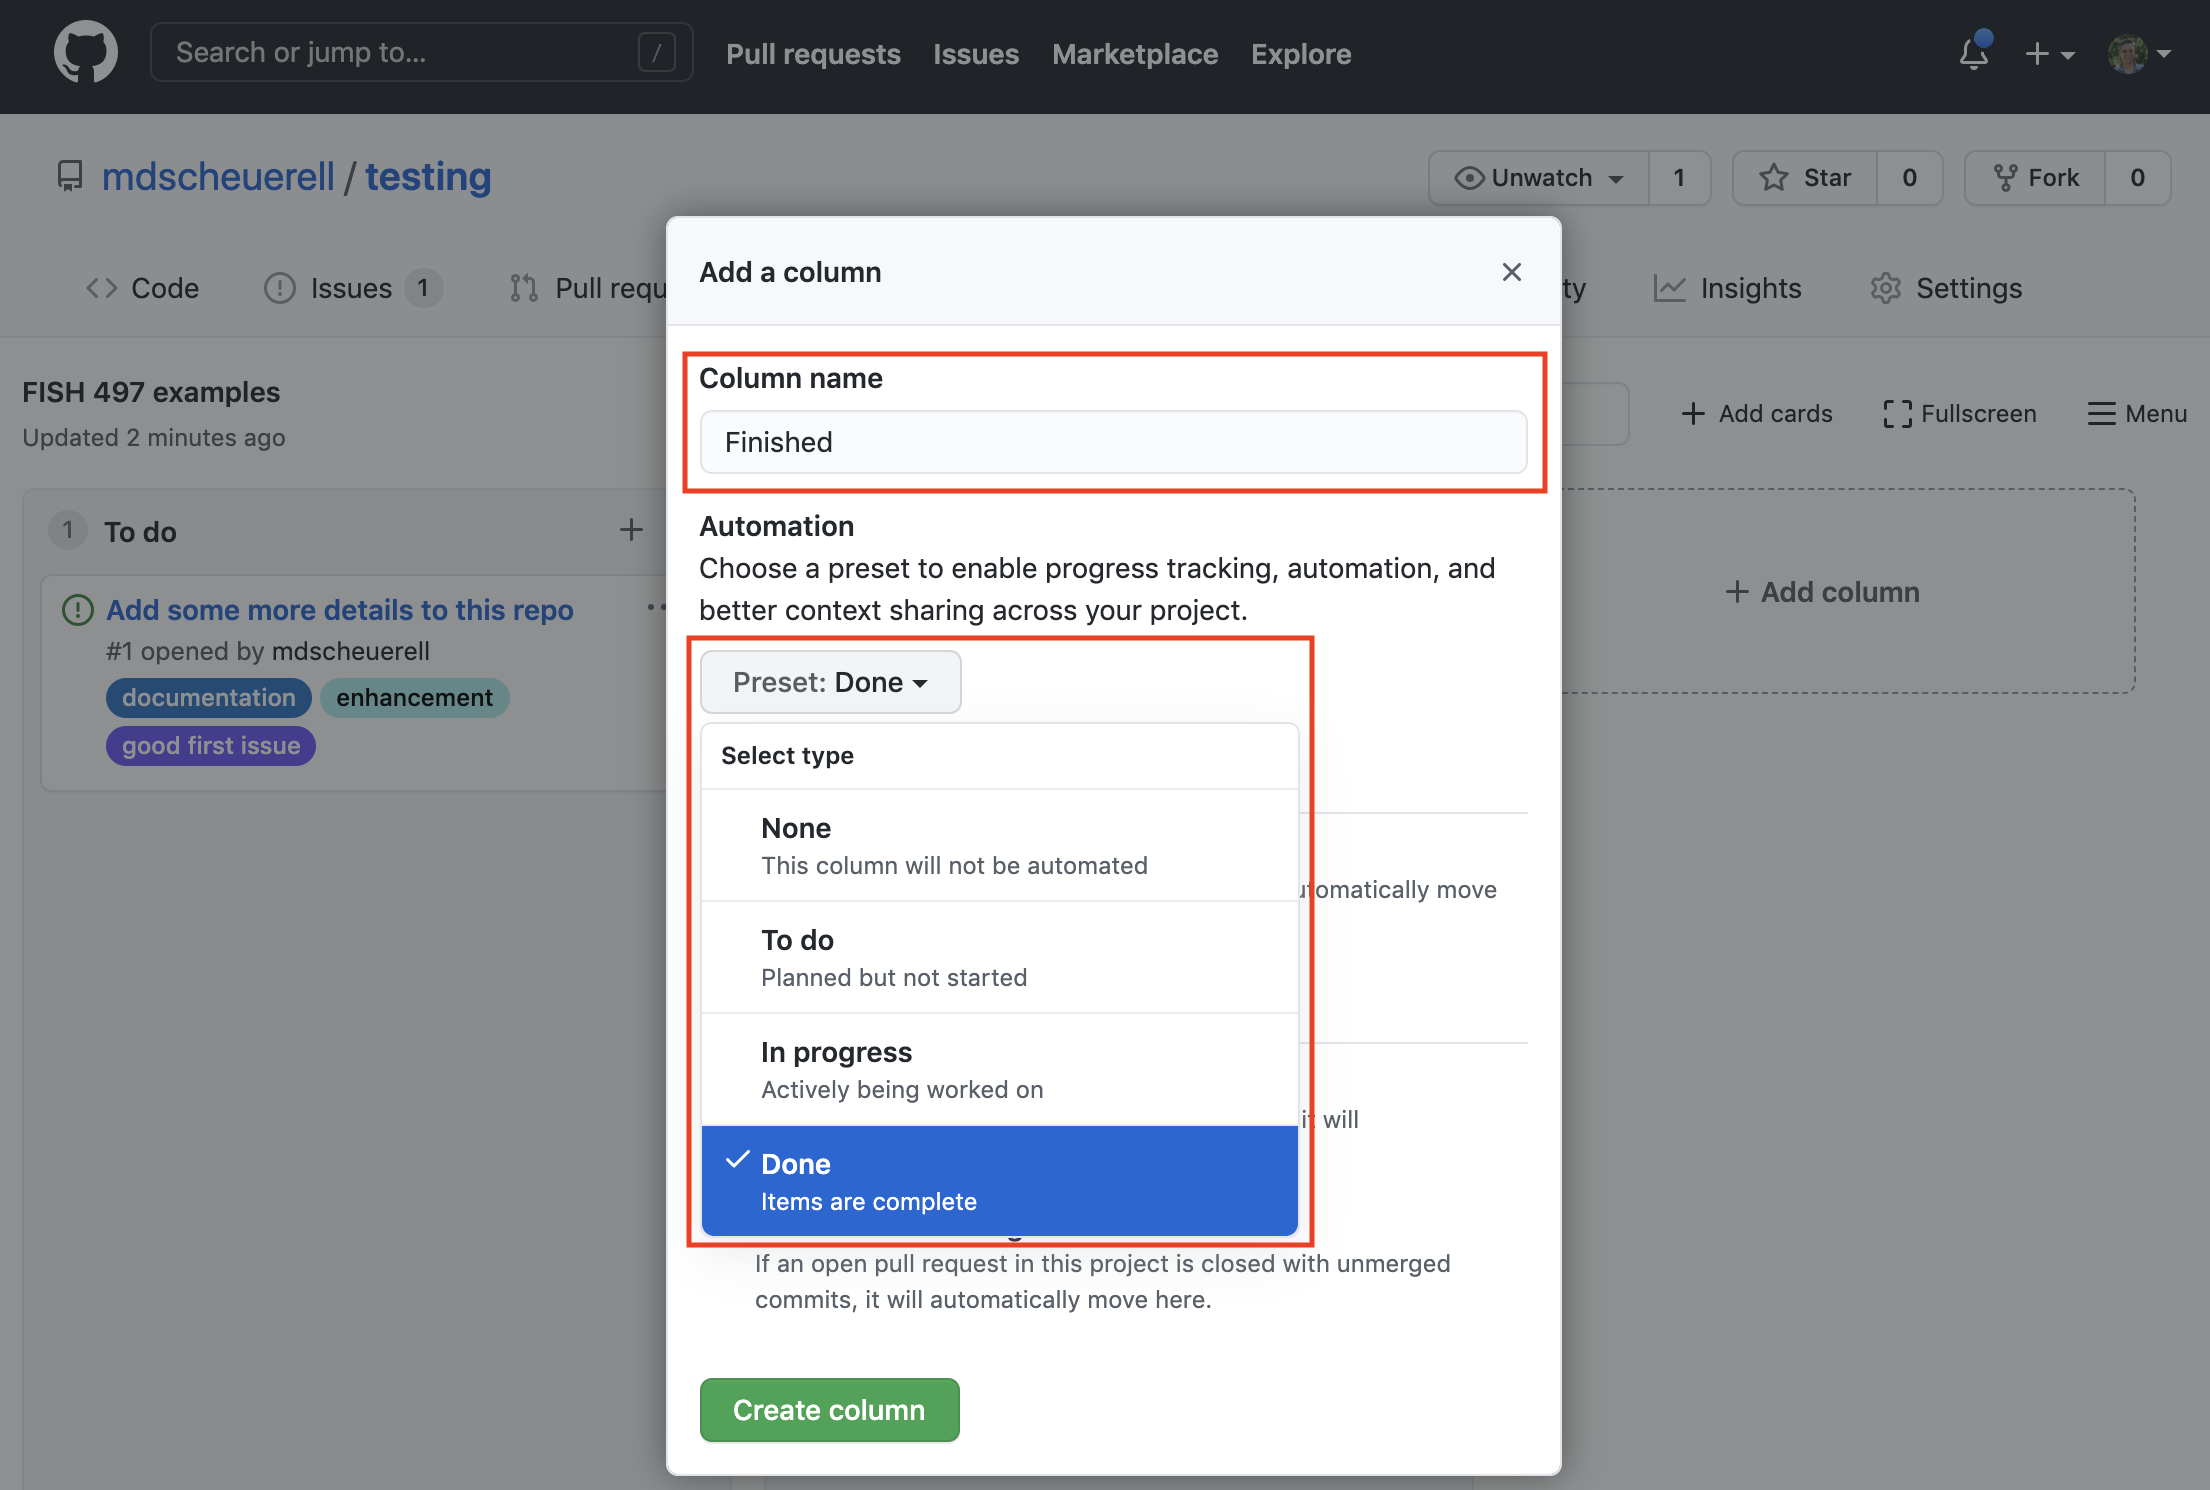 Search or jump to...
/
Pull requests
Issues
Marketplace
Explore
mdscheuerell / testing
Unwatch
1
Star
0
Fork
0
Code
Issues
1
Pull requ
ty
Insights
Settings
FISH 497 examples
Updated 2 minutes ago
Add cards
Fullscreen
Menu
1
To do
Add some more details to this repo
#1 opened by mdscheuerell
documentation
enhancement
good first issue
Add column
Add a column
Column name
Finished
Automation
Choose a preset to enable progress tracking, automation, and
better context sharing across your project.
Preset: Done
Select type
None
This column will not be automated
utomatically move
To do
Planned but not started
In progress
Actively being worked on
it will
Done
Items are complete
If an open pull request in this project is closed with unmerged
commits, it will automatically move here.
Create column